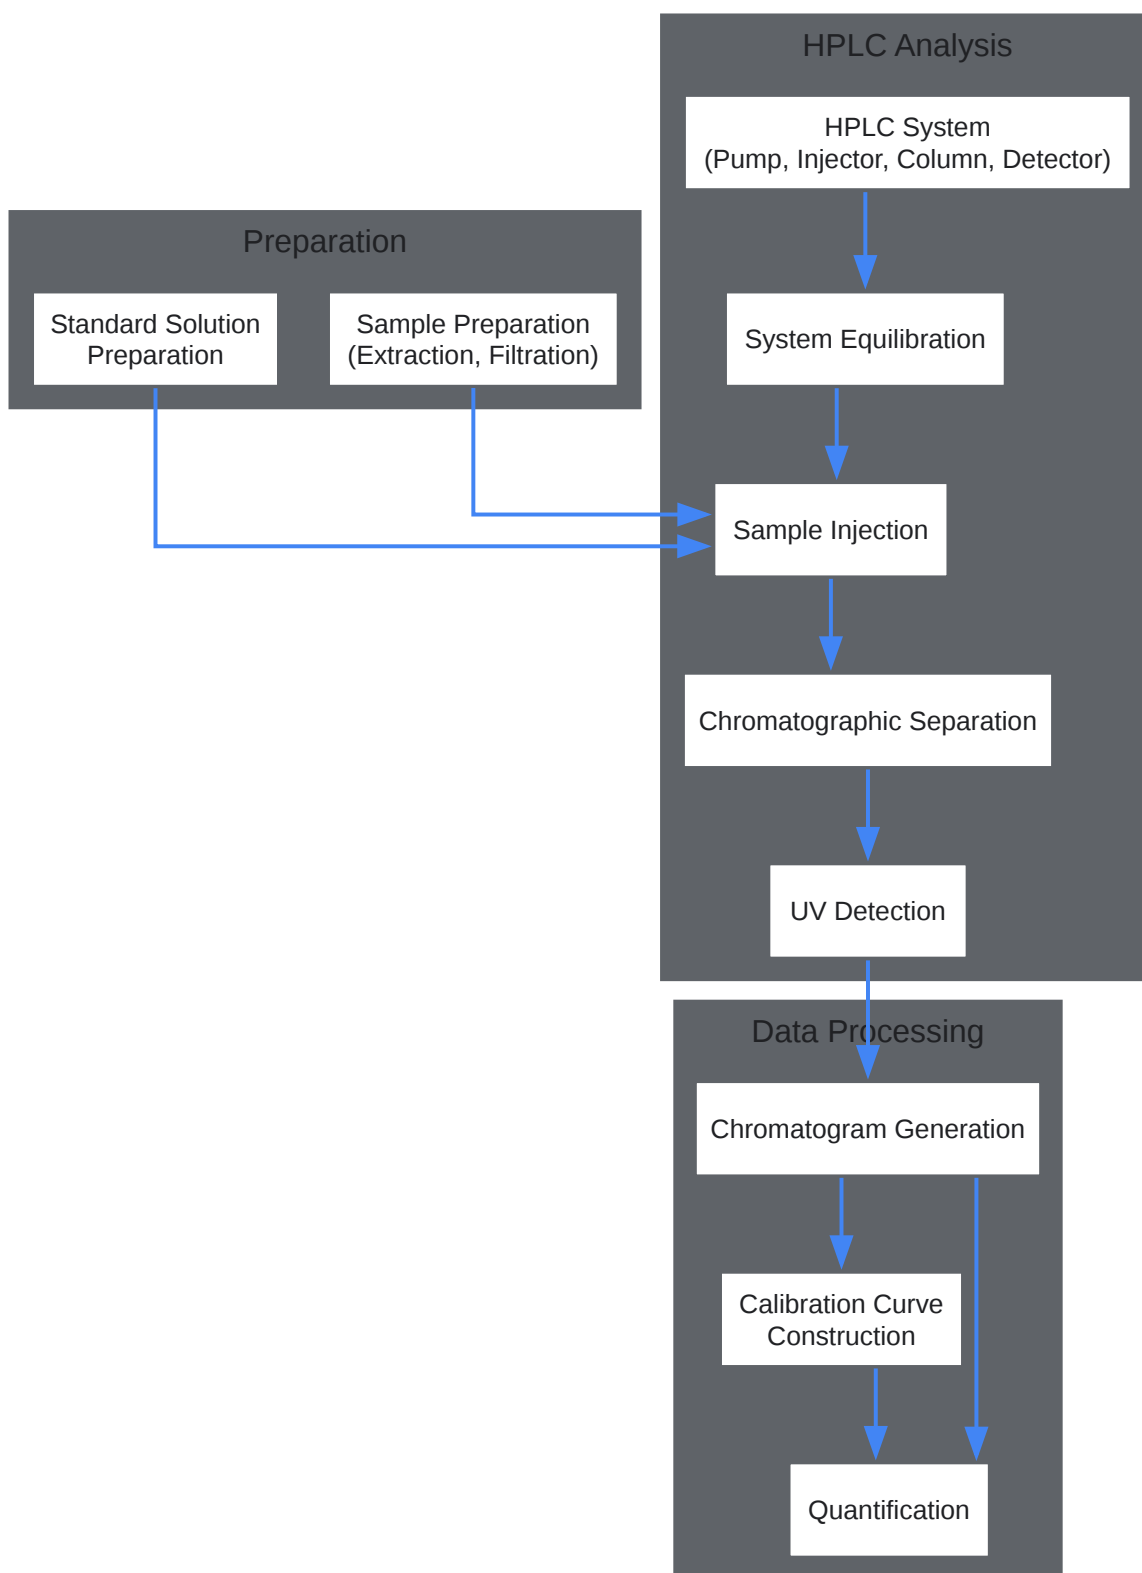 HPLC Analysis
HPLC System
(Pump, Injector, Column, Detector)
Preparation
Standard Solution
Preparation
Sample Preparation
(Extraction, Filtration)
System Equilibration
Sample Injection
Chromatographic Separation
UV Detection
Data Processing
Chromatogram Generation
Calibration Curve
Construction
Quantification